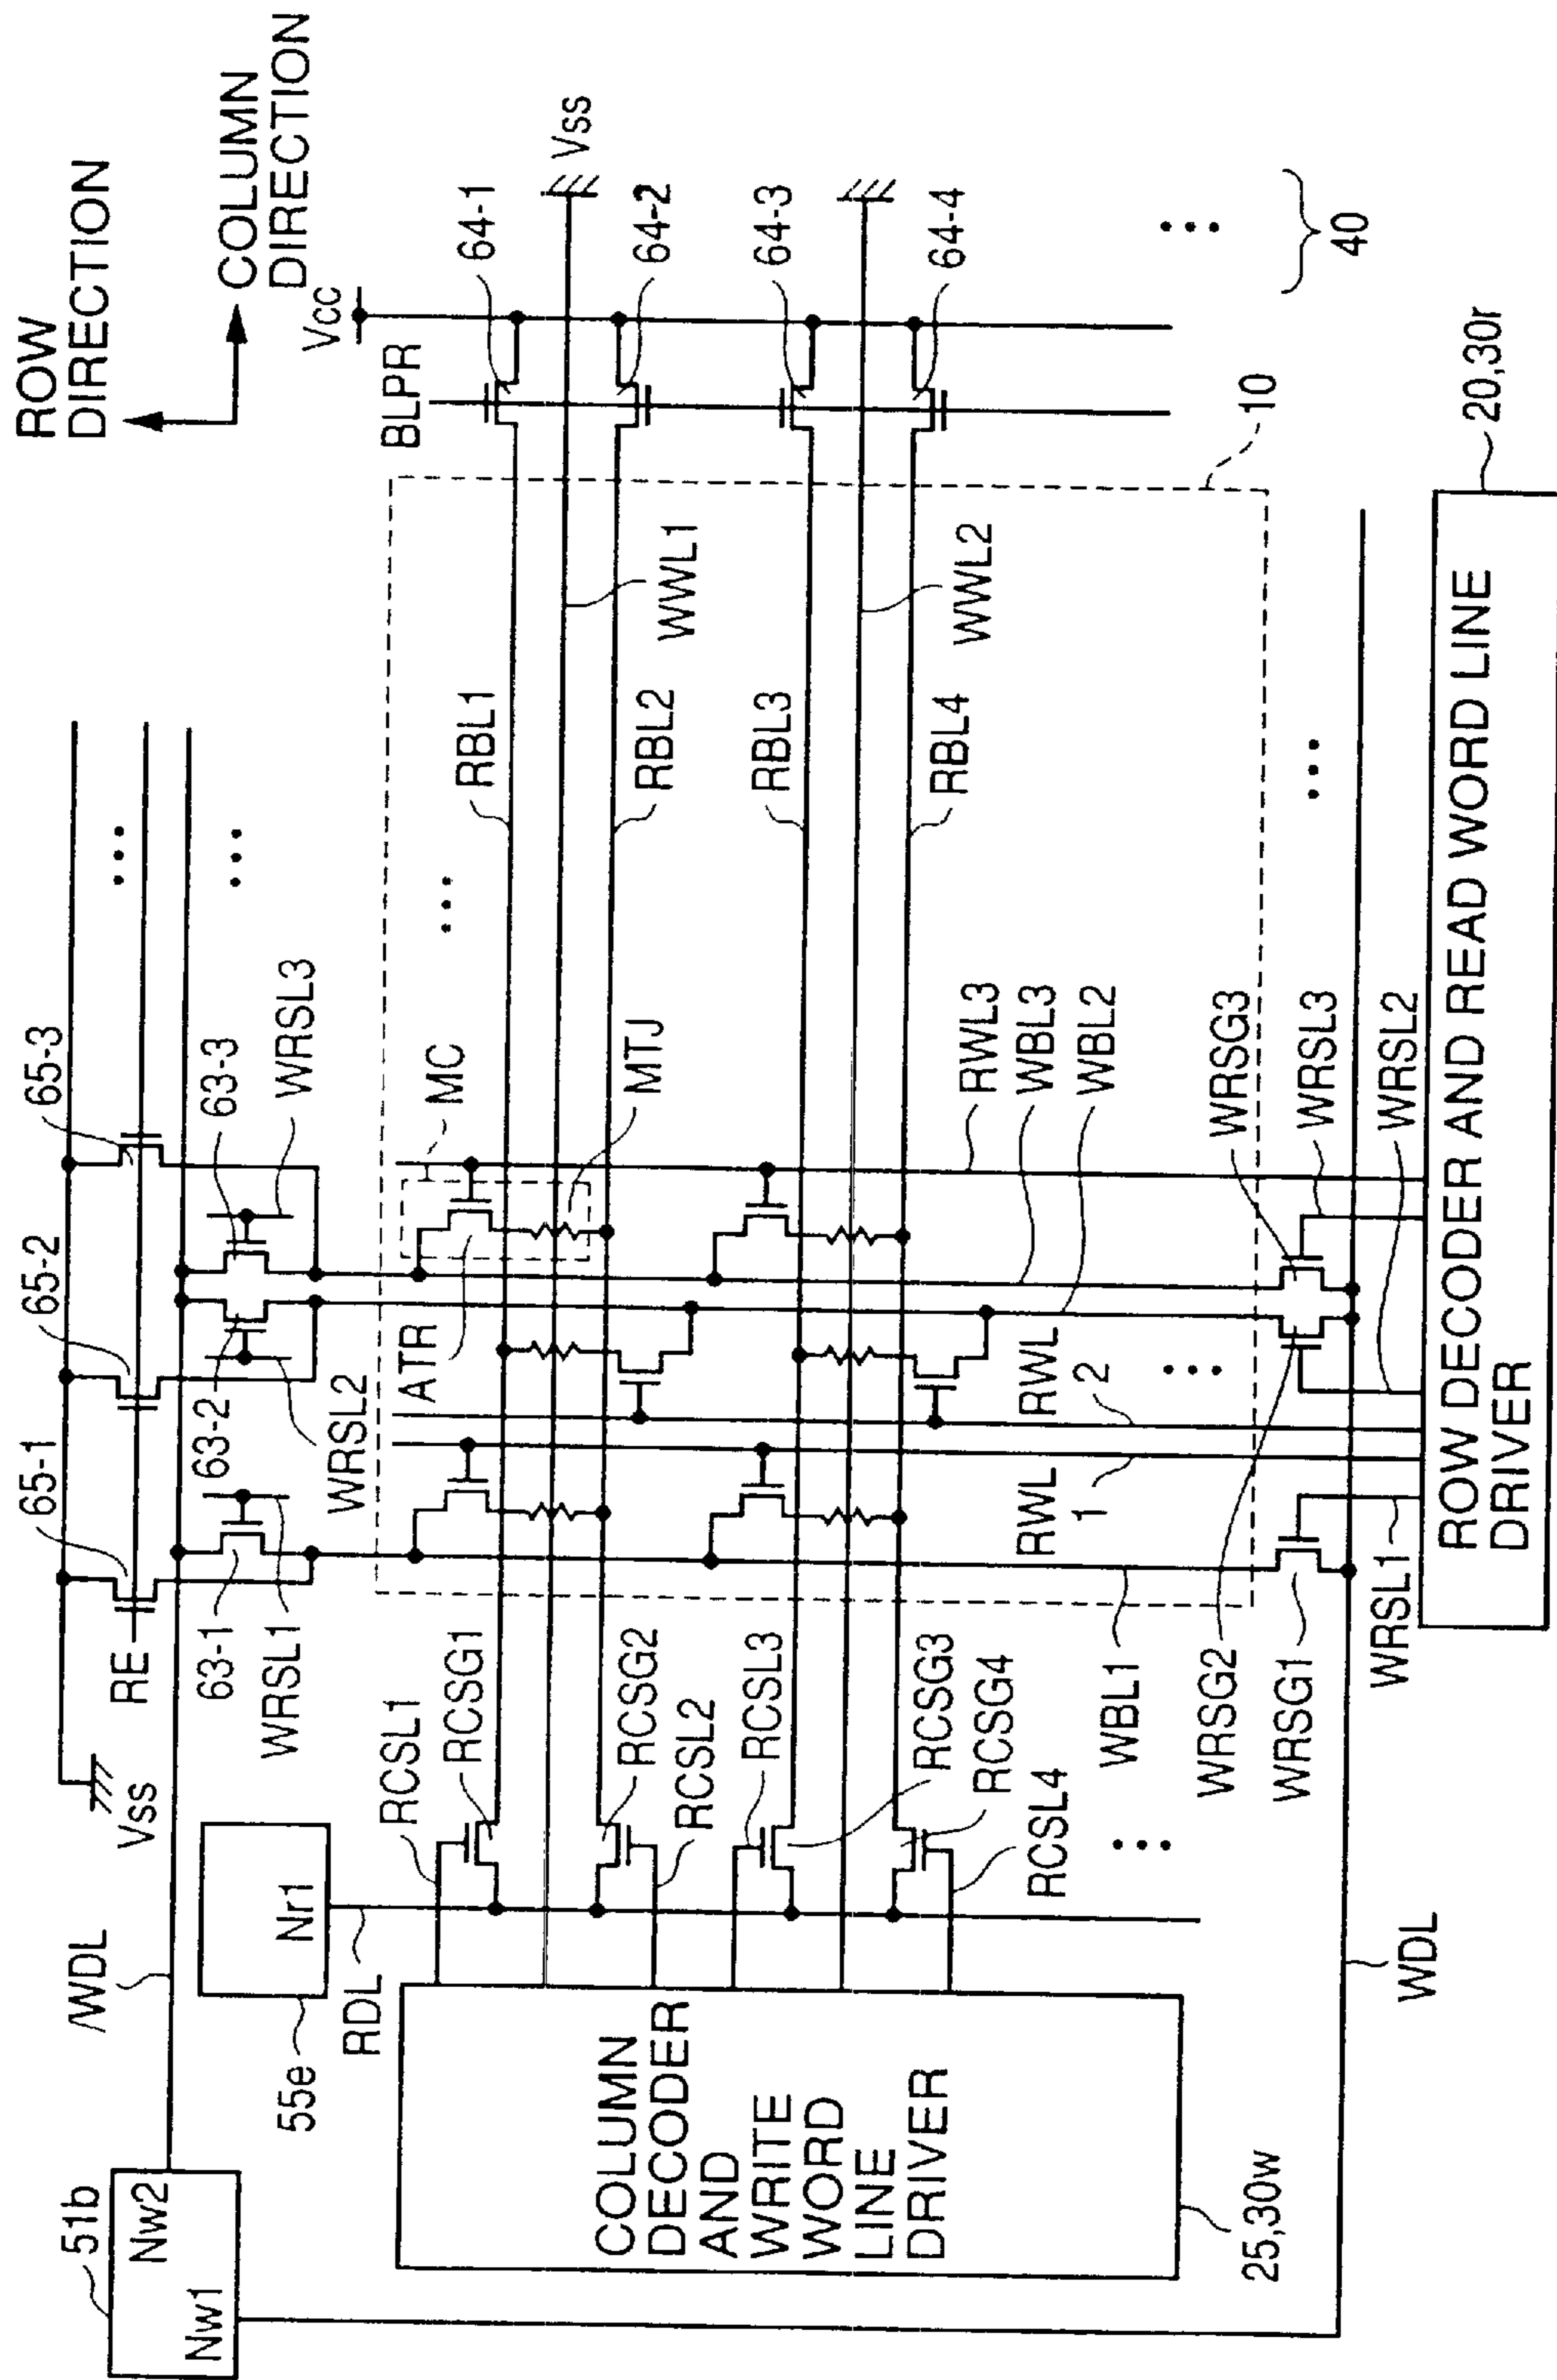 ROW
DIRECTION
COLUMN
DIRECTION
51b
Nw2
Nw1
/WDL
Vss
RE
65-1
65-2
65-3
63-1
WRSL1
63-2
WRSL2
63-3
WRSL3
...
...
Vcc
BLPR
55e
Nr1
RDL
RCSL1
RCSG1
RCSG2
RCSL2
RCSL3
RCSG3
RCSG4
RCSL4
...
COLUMN
DECODER
AND
WRITE
WORD
LINE
DRIVER
25,30w
ATR
MC
MTJ
...
RBL1
WWL1
RBL2
RBL3
WWL2
RBL4
64-1
Vss
64-2
64-3
64-4
...
40
10
RWL
1
RWL
2
...
RWL3
WBL3
WBL2
WBL1
WRSG2
WRSG1
WRSG3
WRSL3
WRSL2
WRSL1
...
WDL
20,30r
ROW DECODER AND READ WORD LINE
DRIVER